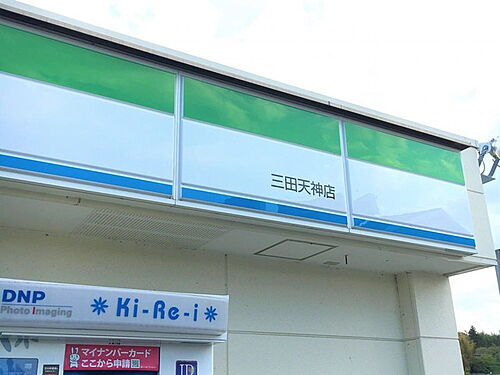 三田天神店
DNP
Photo Imaging
Ki-Re-i
マイナンバーカード
ここから申請
ID